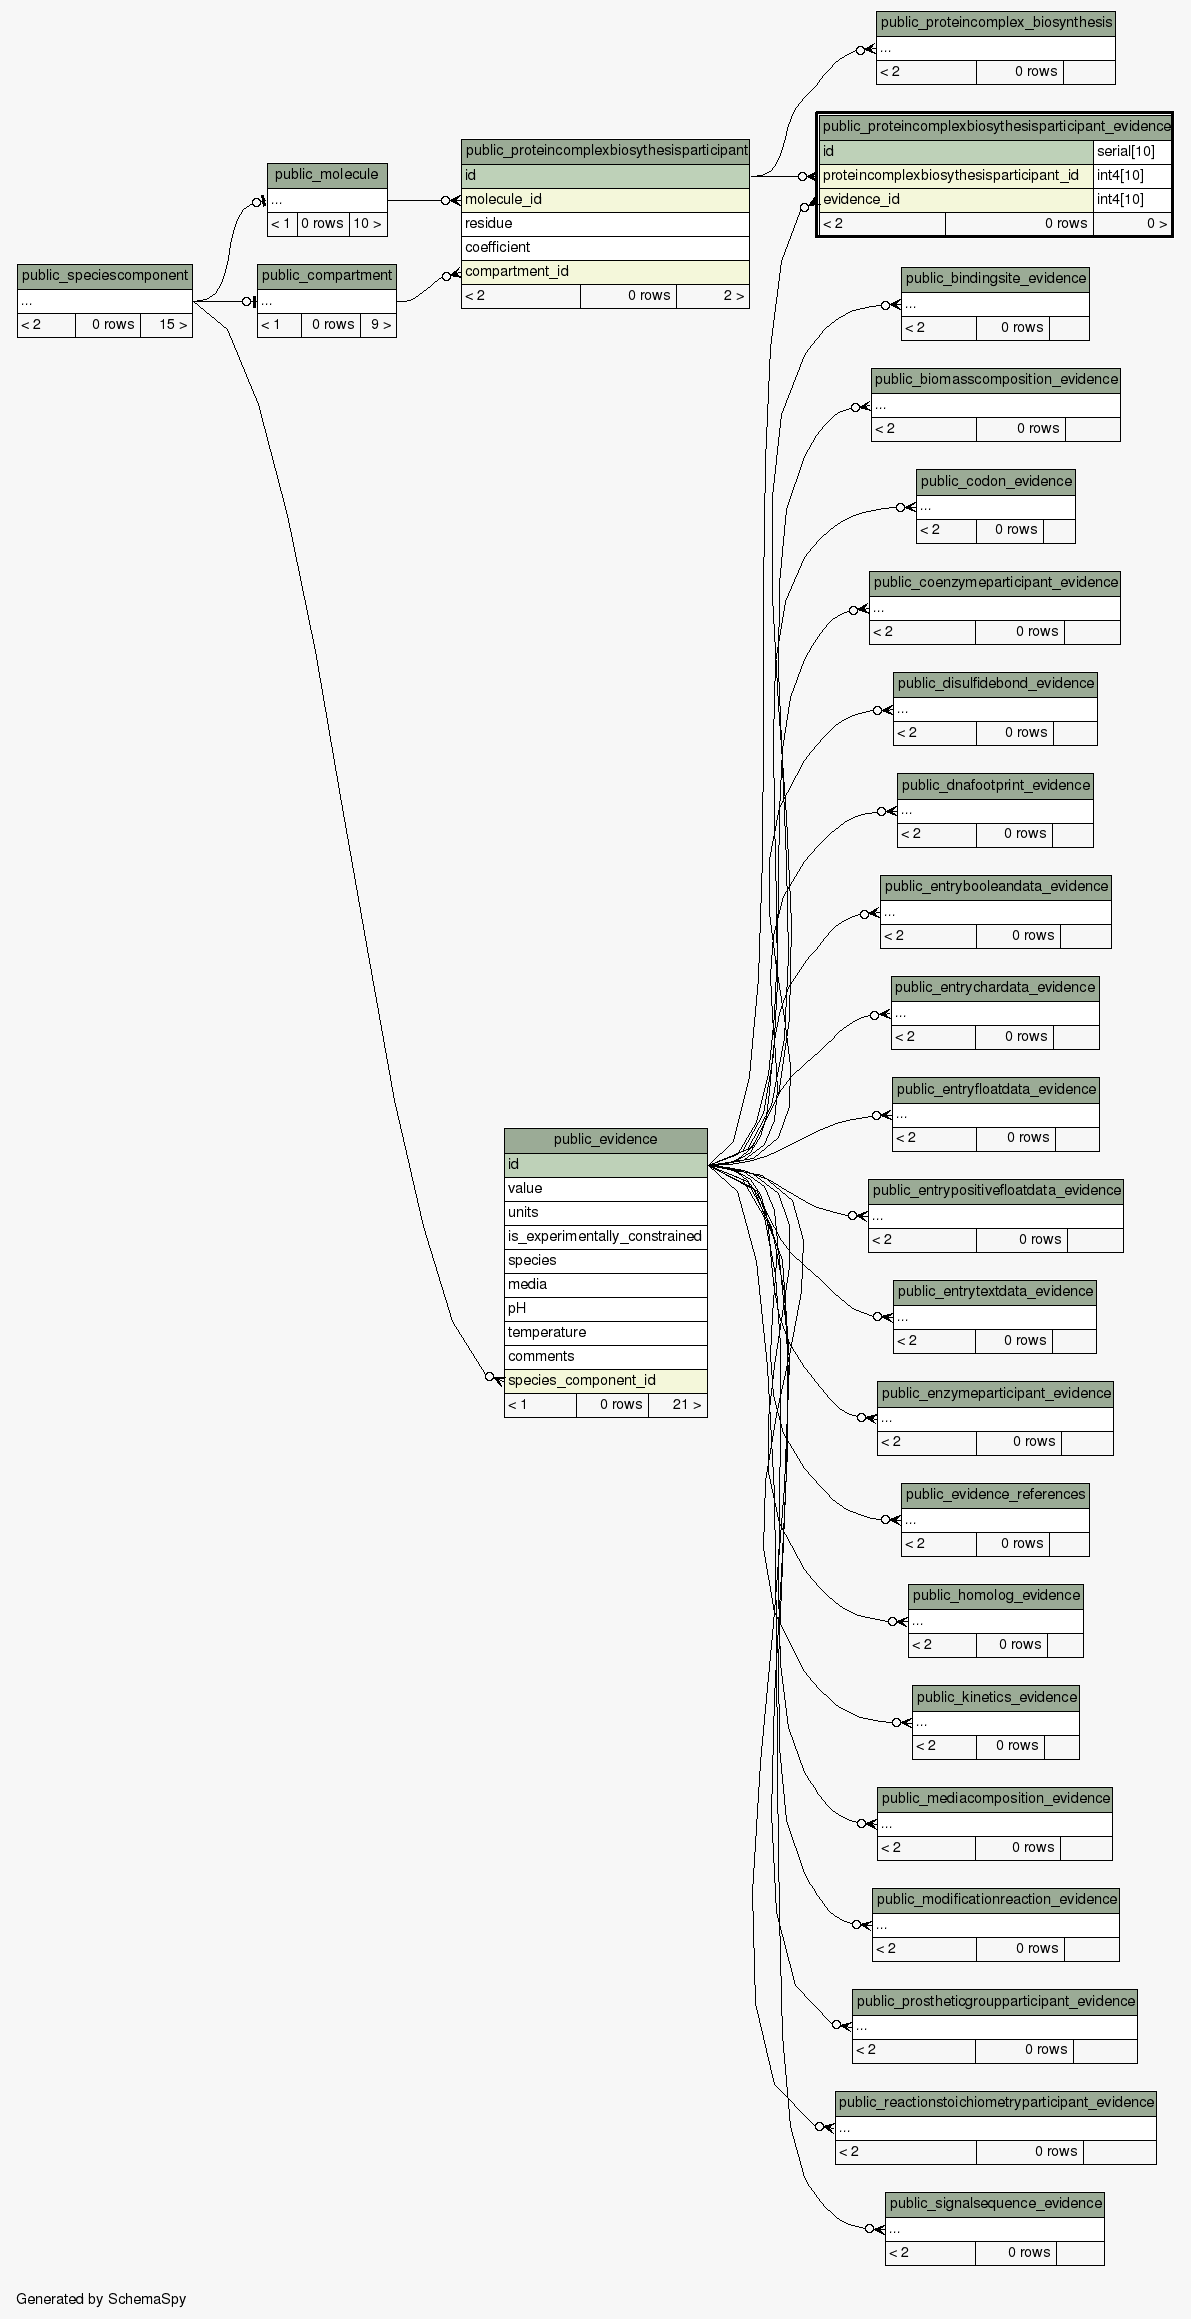 public_proteincomplex_biosynthesis
...
< 2 0 rows
public_proteincomplexbiosythesisparticipant_evidence
id serial[10]
proteincomplexbiosythesisparticipant_id int4[10]
evidence_id int4[10]
< 2 0 rows 0 >
public_proteincomplexbiosythesisparticipant
id
molecule_id
residue
coefficient
compartment_id
< 2 0 rows 2 >
public_molecule
...
< 1 0 rows 10 >
public_speciescomponent
...
< 2 0 rows 15 >
public_compartment
...
< 1 0 rows 9 >
public_bindingsite_evidence
...
< 2 0 rows
public_biomasscomposition_evidence
...
< 2 0 rows
public_codon_evidence
...
< 2 0 rows
public_coenzymeparticipant_evidence
...
< 2 0 rows
public_disulfidebond_evidence
...
< 2 0 rows
public_dnafootprint_evidence
...
< 2 0 rows
public_entrybooleandata_evidence
...
< 2 0 rows
public_entrychardata_evidence
...
< 2 0 rows
public_entryfloatdata_evidence
...
< 2 0 rows
public_evidence
id
value
units
is_experimentally_constrained
species
media
pH
temperature
comments
species_component_id
< 1 0 rows 21 >
public_entrypositivefloatdata_evidence
...
< 2 0 rows
public_entrytextdata_evidence
...
< 2 0 rows
public_enzymeparticipant_evidence
...
< 2 0 rows
public_evidence_references
...
< 2 0 rows
public_homolog_evidence
...
< 2 0 rows
public_kinetics_evidence
...
< 2 0 rows
public_mediacomposition_evidence
...
< 2 0 rows
public_modificationreaction_evidence
...
< 2 0 rows
public_prostheticgroupparticipant_evidence
...
< 2 0 rows
public_reactionstoichiometryparticipant_evidence
...
< 2 0 rows
public_signalsequence_evidence
...
< 2 0 rows
Generated by SchemaSpy